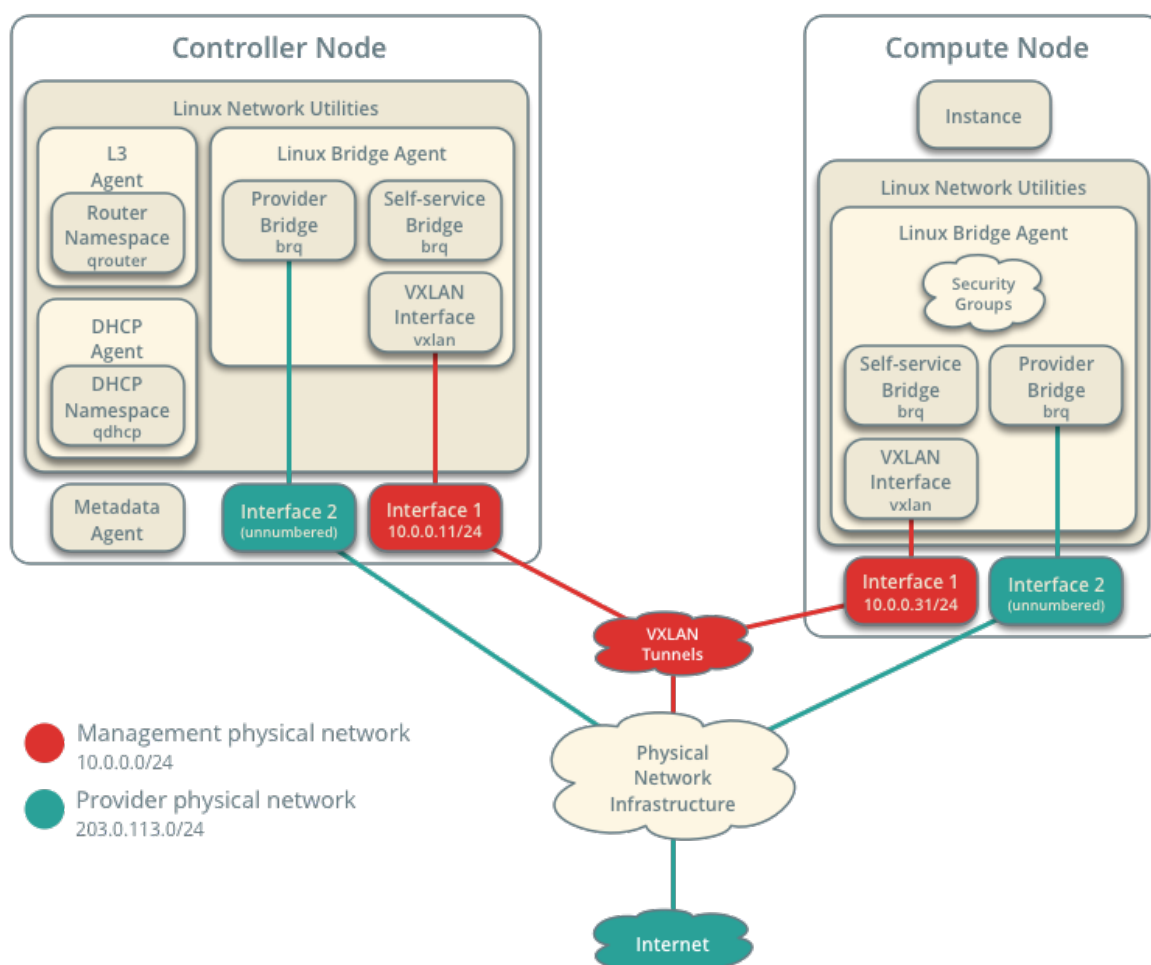 Controller Node
Linux Network Utilities
L3
Agent
Router
Namespace
qrouter
DHCP
Agent
DHCP
Namespace
qdhcp
Linux Bridge Agent
Provider
Bridge
brq
Self-service
Bridge
brq
VXLAN
Interface
vxlan
Metadata
Agent
Interface 2
(unnumbered)
Interface 1
10.0.0.11/24
Compute Node
Instance
Linux Network Utilities
Linux Bridge Agent
Security
Groups
Self-service
Bridge
brq
Provider
Bridge
brq
VXLAN
Interface
vxlan
Interface 1
10.0.0.31/24
Interface 2
(unnumbered)
VXLAN
Tunnels
Physical
Network
Infrastructure
Internet
Management physical network
10.0.0.0/24
Provider physical network
203.0.113.0/24